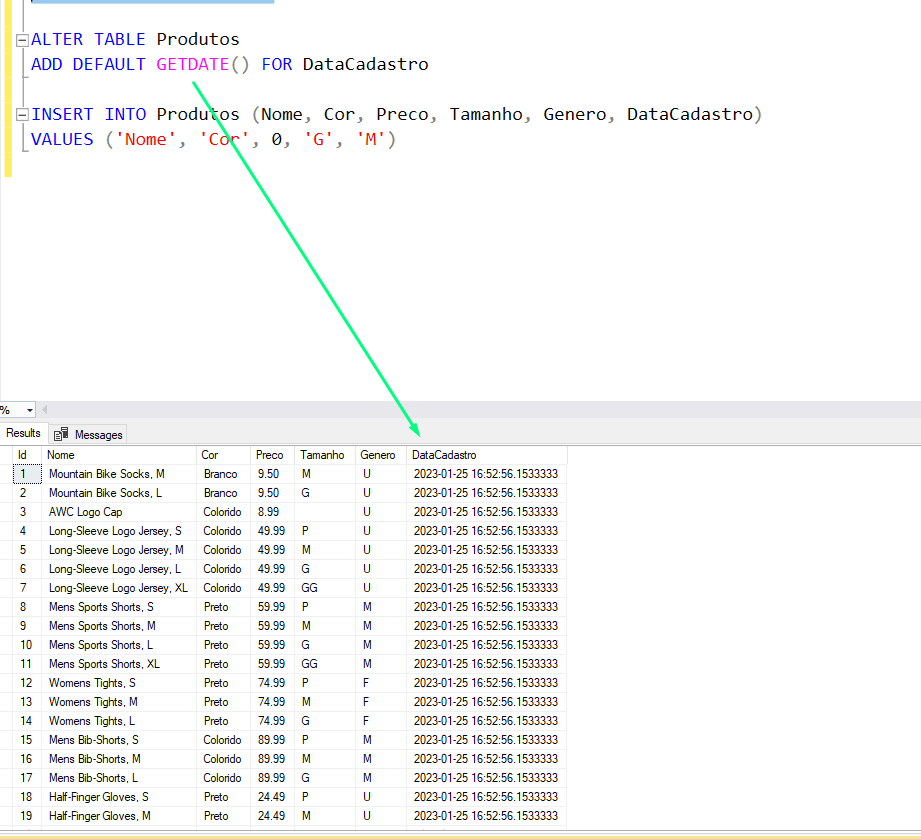 ALTER TABLE Produtos
ADD DEFAULT GETDATE() FOR DataCadastro
INSERT INTO Produtos (Nome, Cor, Preco, Tamanho, Genero, DataCadastro)
VALUES ('Nome', 'Cor', 0, 'G', 'M')
%
Results Messages
Id Nome Cor Preco Tamanho Genero DataCadastro
1 Mountain Bike Socks, M Branco 9.50 M U 2023-01-25 16:52:56.1533333
2 Mountain Bike Socks, L Branco 9.50 G U 2023-01-25 16:52:56.1533333
3 AWC Logo Cap Colorido 8.99 U 2023-01-25 16:52:56.1533333
4 Long-Sleeve Logo Jersey, S Colorido 49.99 P U 2023-01-25 16:52:56.1533333
5 Long-Sleeve Logo Jersey, M Colorido 49.99 M U 2023-01-25 16:52:56.1533333
6 Long-Sleeve Logo Jersey, L Colorido 49.99 G U 2023-01-25 16:52:56.1533333
7 Long-Sleeve Logo Jersey, XL Colorido 49.99 GG U 2023-01-25 16:52:56.1533333
8 Mens Sports Shorts, S Preto 59.99 P M 2023-01-25 16:52:56.1533333
9 Mens Sports Shorts, M Preto 59.99 M M 2023-01-25 16:52:56.1533333
10 Mens Sports Shorts, L Preto 59.99 G M 2023-01-25 16:52:56.1533333
11 Mens Sports Shorts, XL Preto 59.99 GG M 2023-01-25 16:52:56.1533333
12 Womens Tights, S Preto 74.99 P F 2023-01-25 16:52:56.1533333
13 Womens Tights, M Preto 74.99 M F 2023-01-25 16:52:56.1533333
14 Womens Tights, L Preto 74.99 G F 2023-01-25 16:52:56.1533333
15 Mens Bib-Shorts, S Colorido 89.99 P M 2023-01-25 16:52:56.1533333
16 Mens Bib-Shorts, M Colorido 89.99 M M 2023-01-25 16:52:56.1533333
17 Mens Bib-Shorts, L Colorido 89.99 G M 2023-01-25 16:52:56.1533333
18 Half-Finger Gloves, S Preto 24.49 P U 2023-01-25 16:52:56.1533333
19 Half-Finger Gloves, M Preto 24.49 M U 2023-01-25 16:52:56.1533333